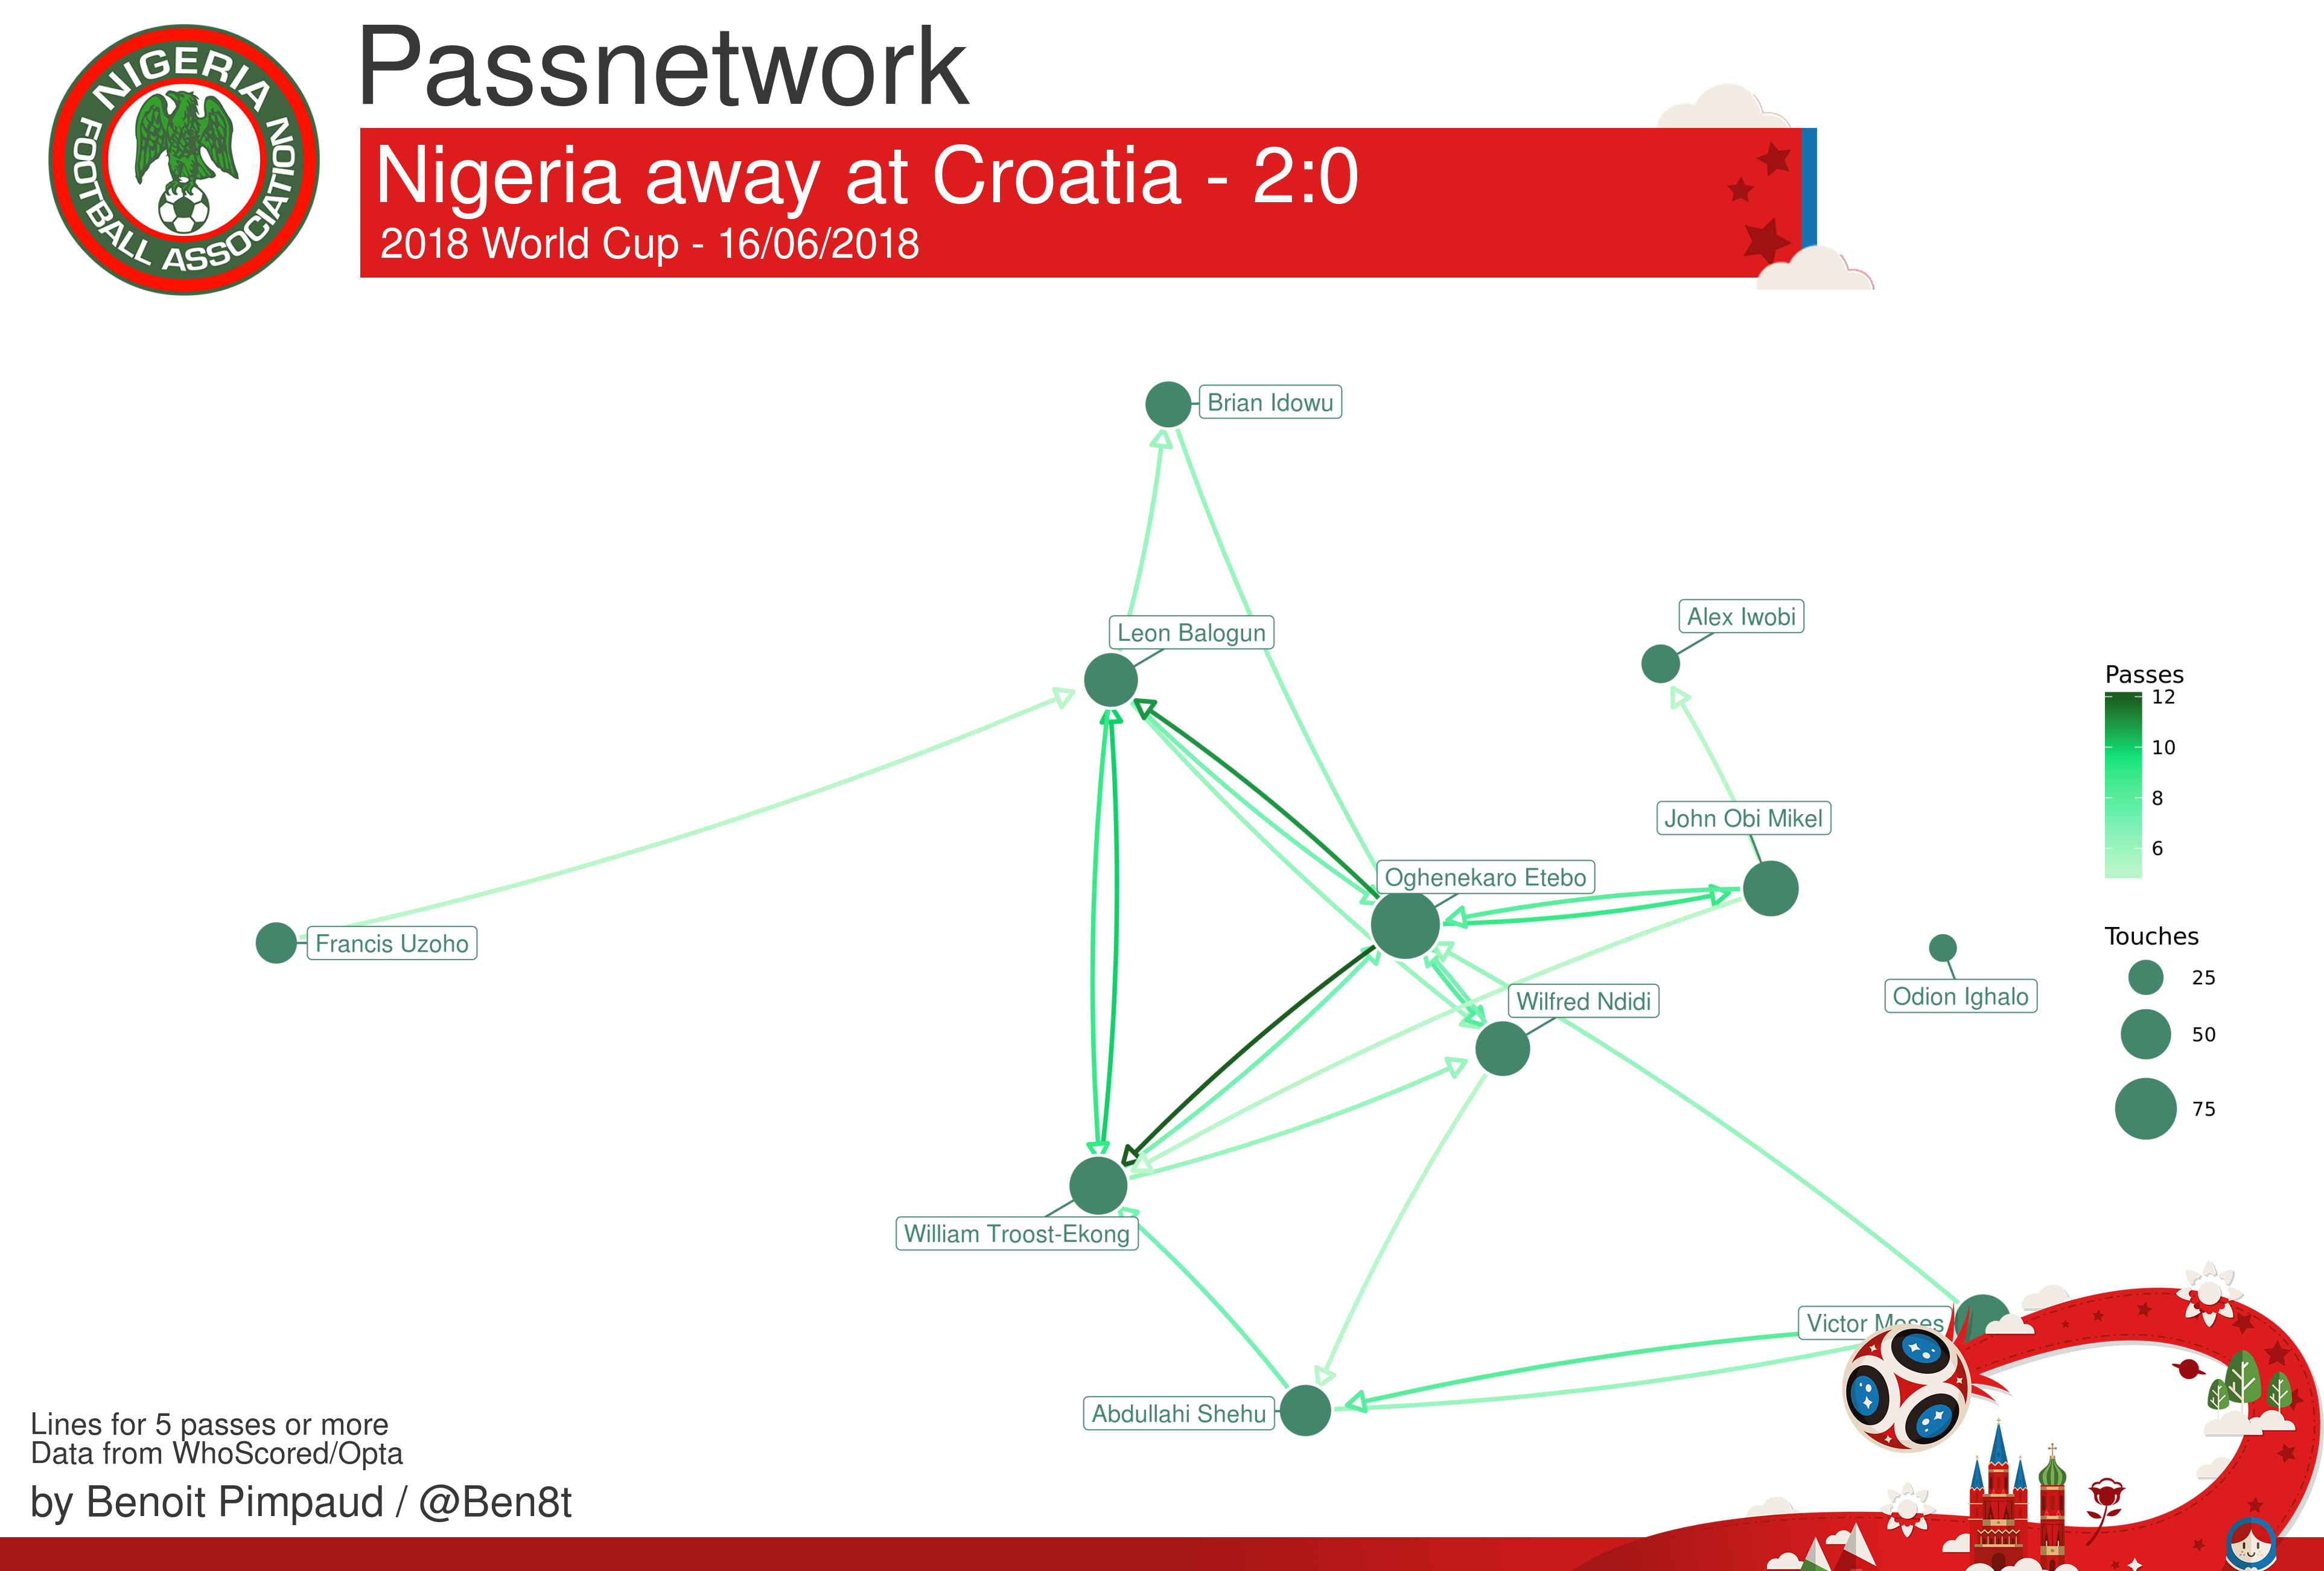 NIGERIA
FOOTBALL ASSOCIATION
Passnetwork
Nigeria away at Croatia - 2:0
2018 World Cup - 16/06/2018
Brian Idowu
Leon Balogun
Alex Iwobi
John Obi Mikel
Oghenekaro Etebo
Francis Uzoho
Wilfred Ndidi
Odion Ighalo
William Troost-Ekong
Victor Moses
Abdullahi Shehu
Passes
12
10
8
6
Touches
25
50
75
Lines for 5 passes or more
Data from WhoScored/Opta
by Benoit Pimpaud / @Ben8t